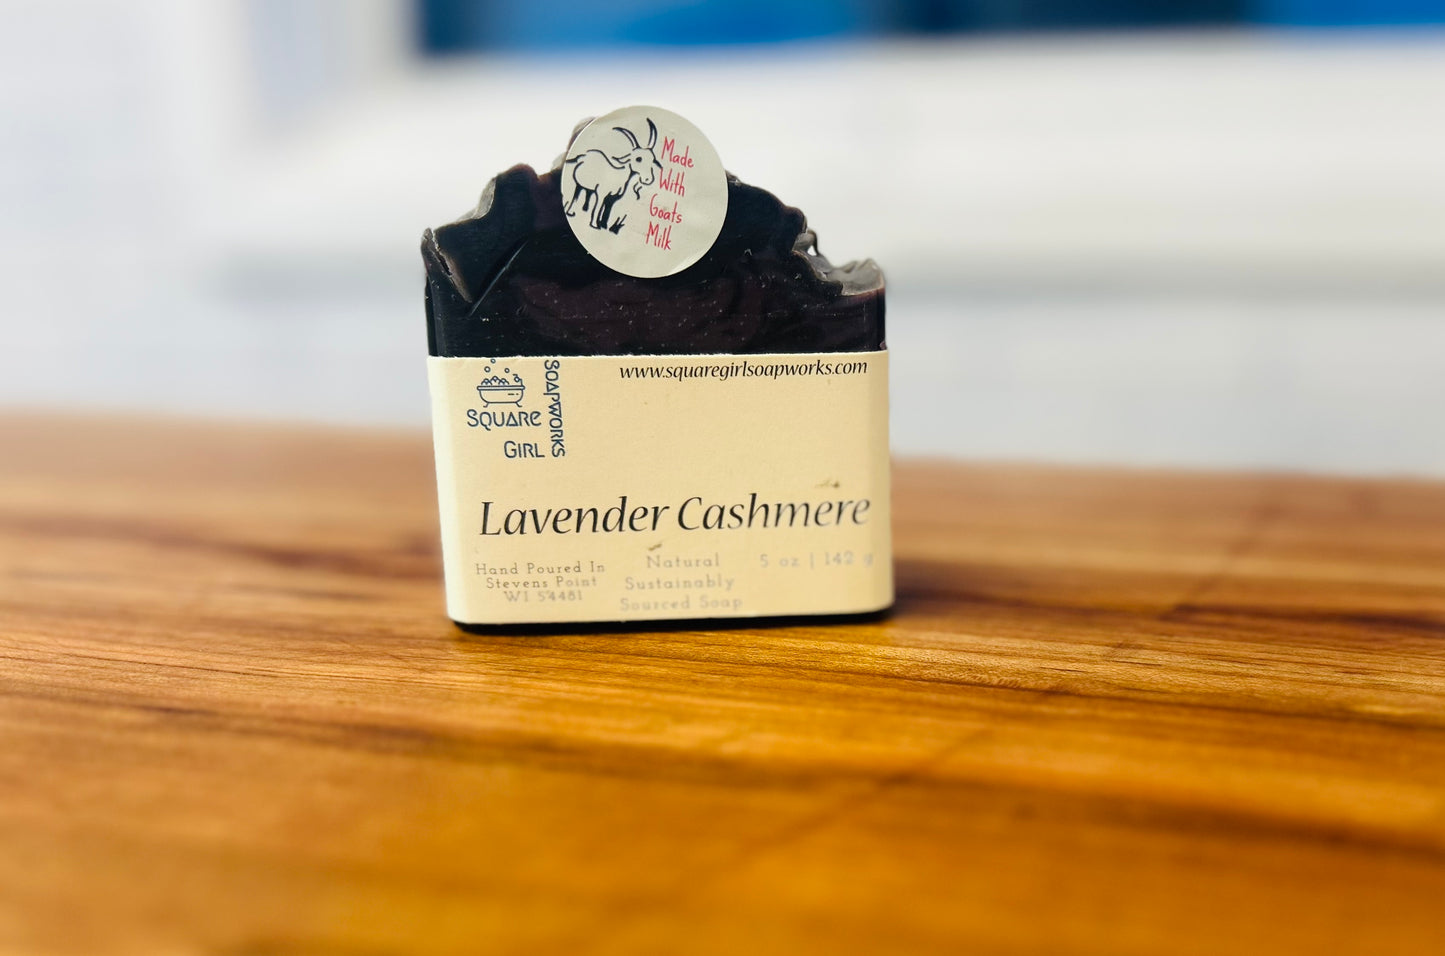 Made
With
Goats
Milk
www.squaregirlsoapworks.com
SQUARE
GIRL
SOAPWORKS
Lavender Cashmere
Hand Poured In
Stevens Point
WI 54481
Natural
Sustainably
Sourced Soap
5 oz | 142 g